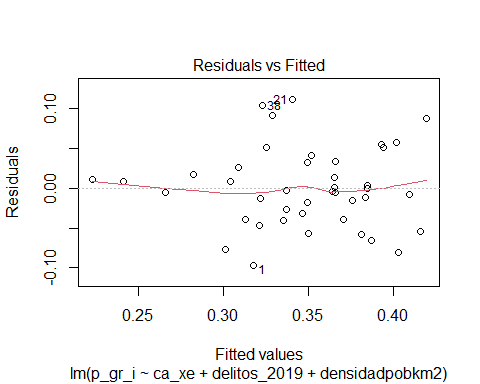 Residuals vs Fitted
Residuals
0.10
0.00
-0.10
21
38
1
0.25
0.30
0.35
0.40
Fitted values
lm(p_gr_i ~ ca_xe + delitos_2019 + densidadpobkm2)